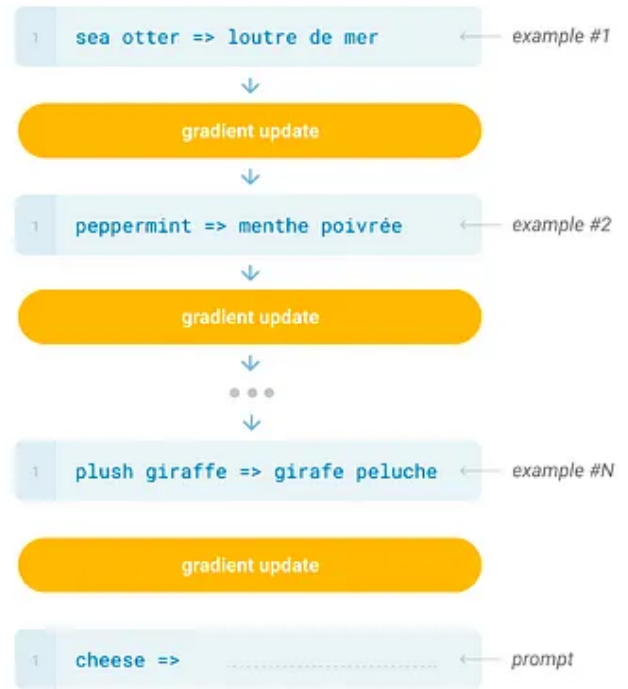 1 sea otter => loutre de mer example #1
gradient update
1 peppermint => menthe poivrée example #2
gradient update
1 plush giraffe => girafe peluche example #N
gradient update
1 cheese => prompt